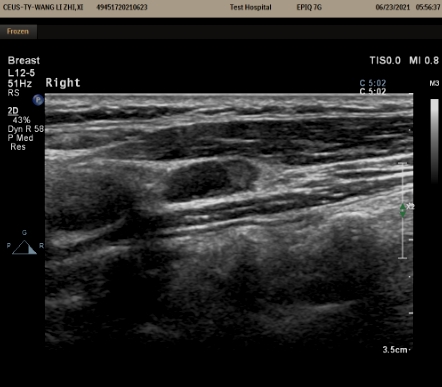 CEUS-TY-WANG LI ZHI,XI 49451720210623 Test Hospital EPIQ 7G 06/23/2021 05:56:37
Frozen
Breast TIS0.0 MI 0.8
L12-5
51Hz Right C 5:02
RS C 5:02 M3
P
2D
43%
Dyn R 58
P Med
Res
x2
G
P R
3.5cm